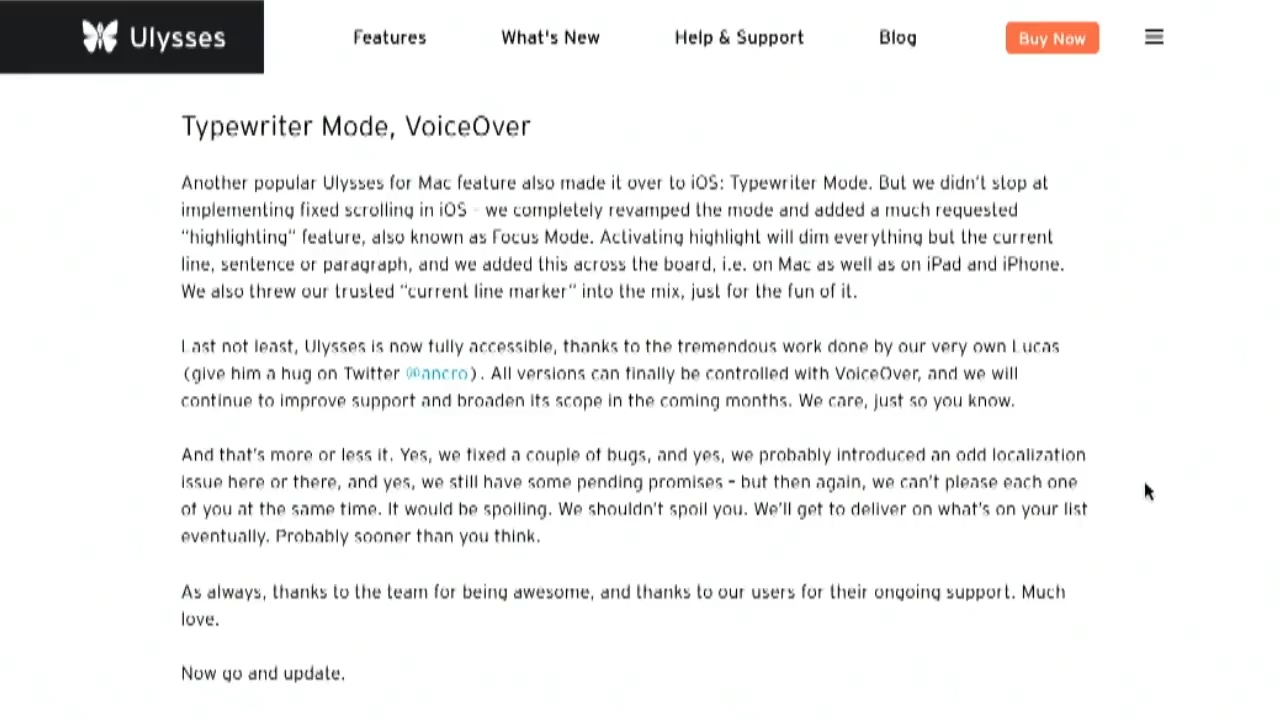 Ulysses
Features
What's New
Help & Support
Blog
Buy Now
Typewriter Mode, VoiceOver
Another popular Ulysses for Mac feature also made it over to iOS: Typewriter Mode. But we didn't stop at
implementing fixed scrolling in iOS - we completely revamped the mode and added a much requested
“highlighting“ feature, also known as Focus Mode. Activating highlight will dim everything but the current
line, sentence or paragraph, and we added this across the board, i.e. on Mac as well as on iPad and iPhone.
We also threw our trusted “current line marker“ into the mix, just for the fun of it.
Last not least, Ulysses is now fully accessible, thanks to the tremendous work done by our very own Lucas
(give him a hug on Twitter @ancro). All versions can finally be controlled with VoiceOver, and we will
continue to improve support and broaden its scope in the coming months. We care, just so you know.
And that's more or less it. Yes, we fixed a couple of bugs, and yes, we probably introduced an odd localization
issue here or there, and yes, we still have some pending promises - but then again, we can't please each one
of you at the same time. It would be spoiling. We shouldn't spoil you. We'll get to deliver on what's on your list
eventually. Probably sooner than you think.
As always, thanks to the team for being awesome, and thanks to our users for their ongoing support. Much
love.
Now go and update.